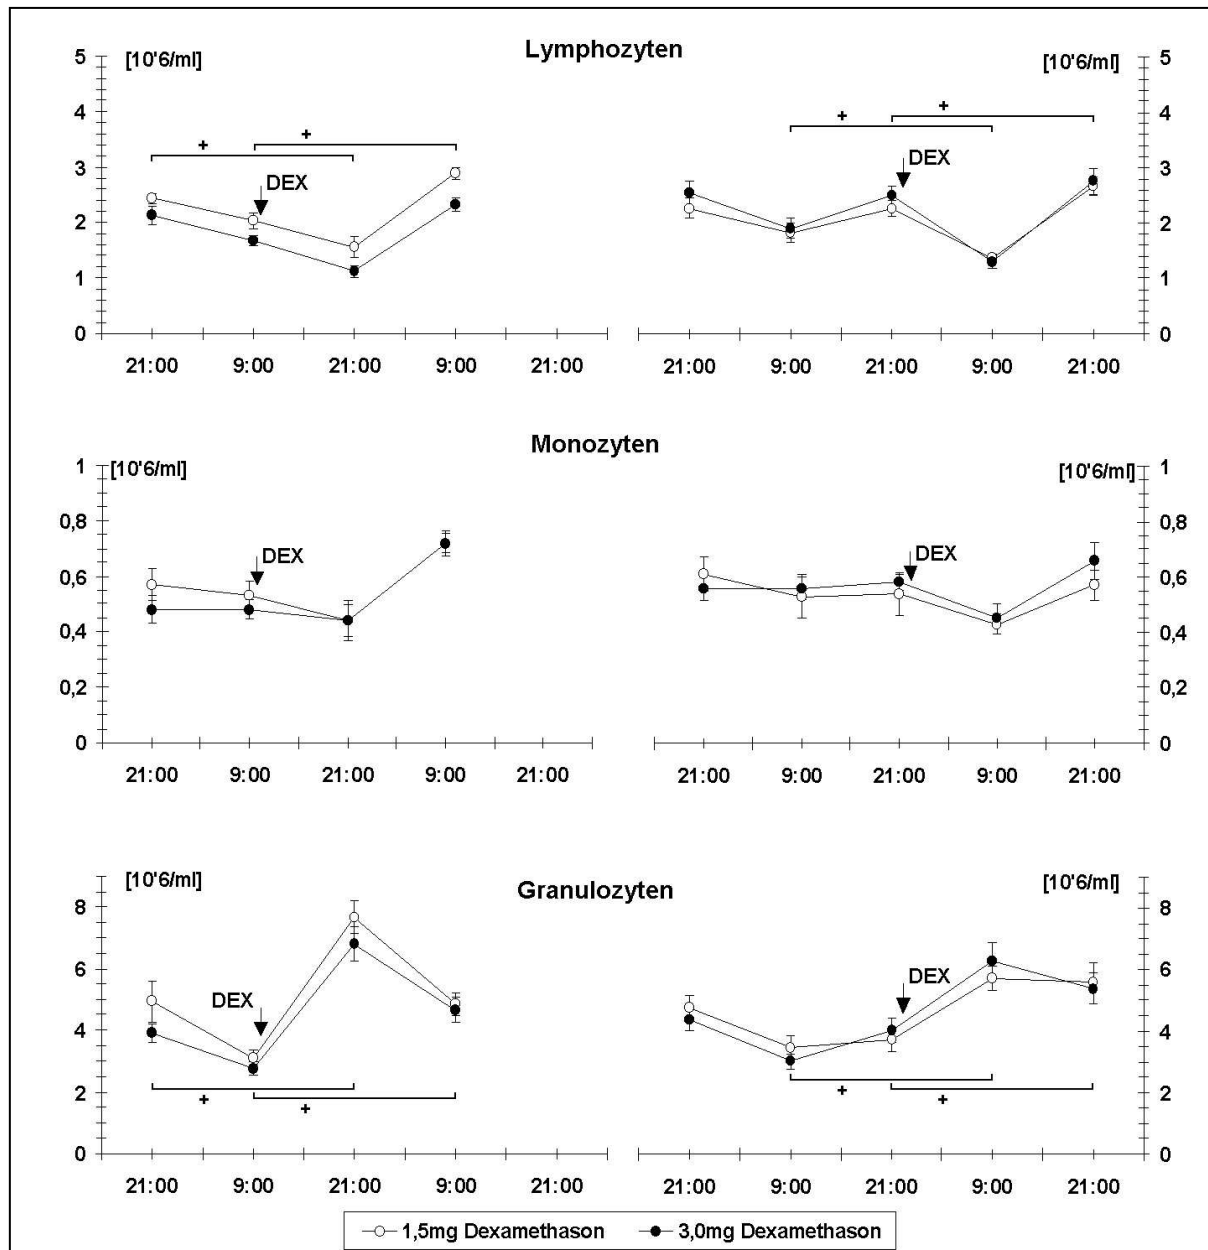 Lymphozyten
[10'6/ml] [10'6/ml]
5 5
4 4
+ + + +
3 3
DEX DEX
2 2
1 1
0 0
21:00 9:00 21:00 9:00 21:00 21:00 9:00 21:00 9:00 21:00
Monozyten
[10'6/ml] [10'6/ml]
1 1
0,8 0,8
DEX DEX
0,6 0,6
0,4 0,4
0,2 0,2
0 0
21:00 9:00 21:00 9:00 21:00 21:00 9:00 21:00 9:00 21:00
Granulozyten
[10'6/ml] [10'6/ml]
8 8
6 6
DEX DEX
4 4
2 2
+ + + +
0 0
21:00 9:00 21:00 9:00 21:00 21:00 9:00 21:00 9:00 21:00
1,5mg Dexamethason 3,0mg Dexamethason